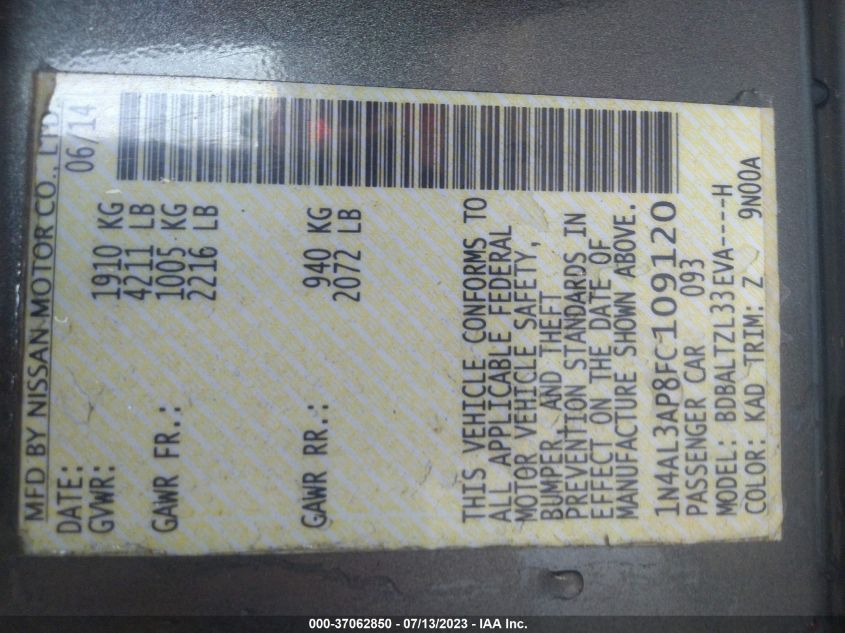 MFD BY NISSAN MOTOR CO., LTD.
DATE: 06/14
GVWR: 1910 KG
4211 LB
GAWR FR.: 1005 KG
2216 LB
GAWR RR.: 940 KG
2072 LB
THIS VEHICLE CONFORMS TO
ALL APPLICABLE FEDERAL
MOTOR VEHICLE SAFETY,
BUMPER, AND THEFT
PREVENTION STANDARDS IN
EFFECT ON THE DATE OF
MANUFACTURE SHOWN ABOVE.
1N4AL3AP8FC109120
PASSENGER CAR 093
MODEL: BDBALTZL33EVA----H
COLOR: KAD TRIM: Z 9N00A
000-37062850 - 07/13/2023 - IAA Inc.